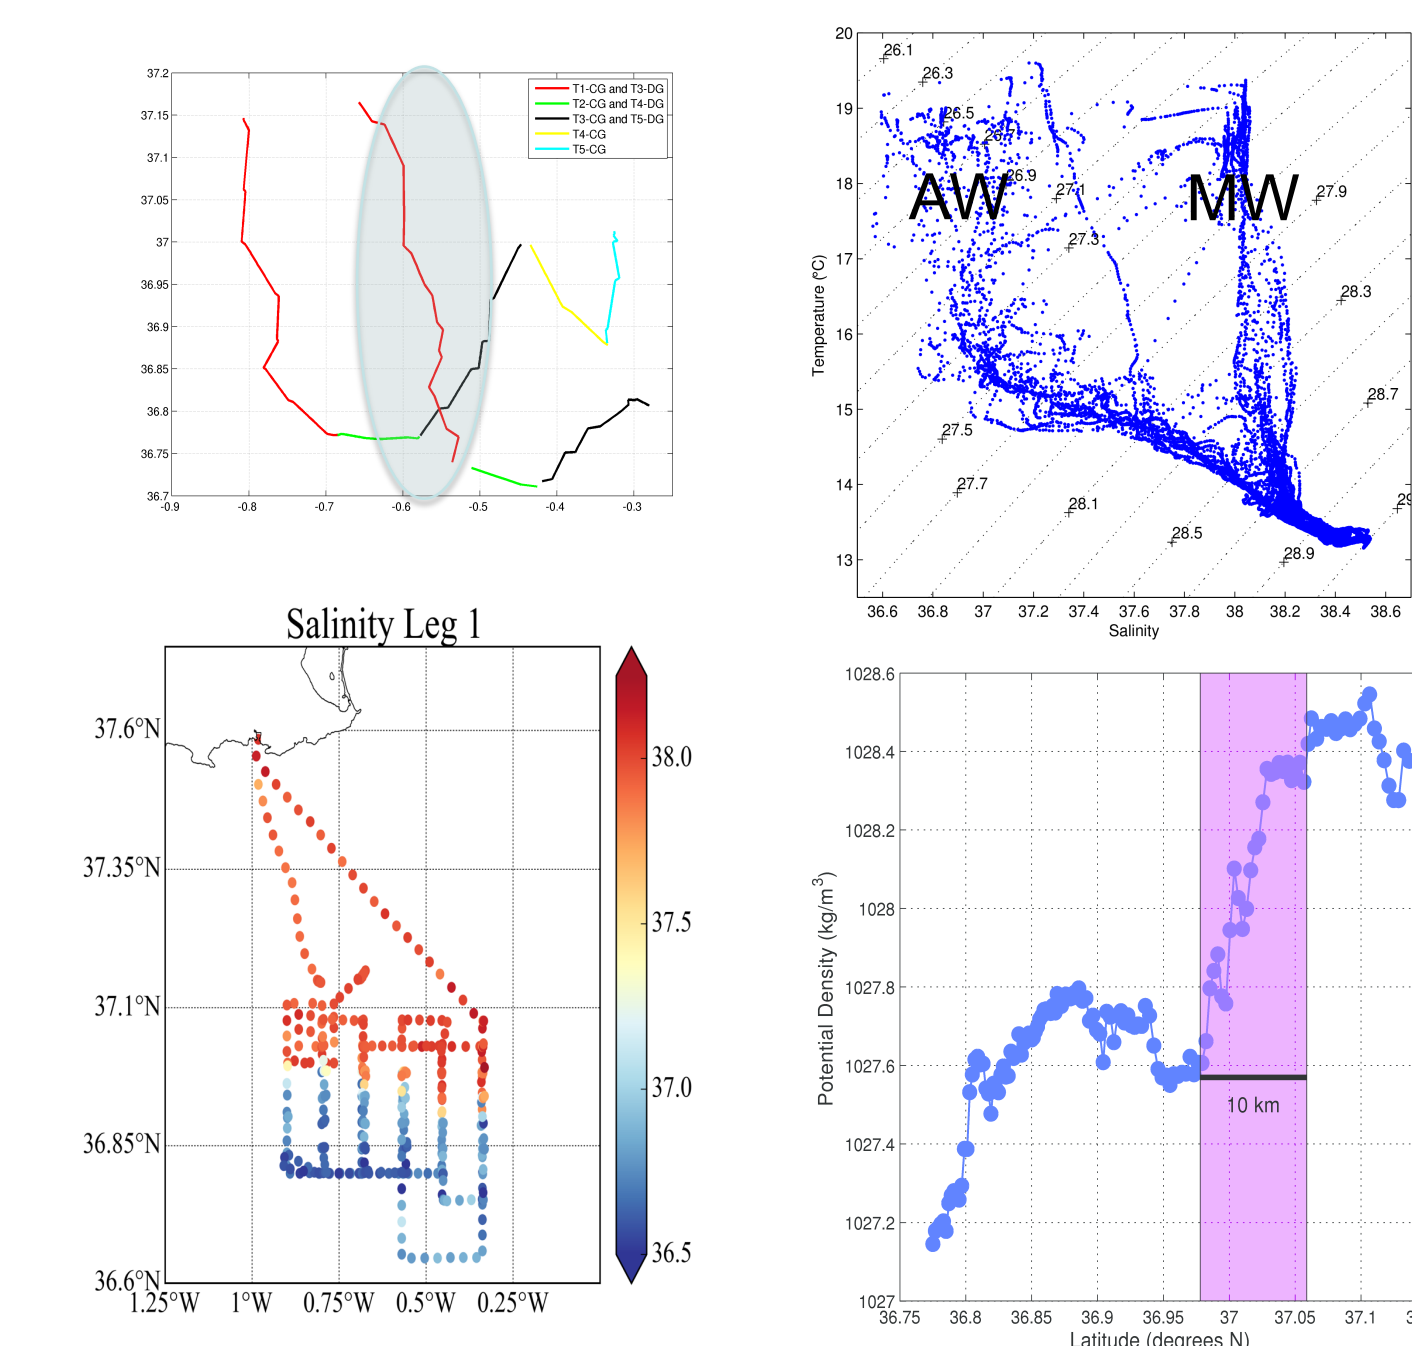 37.2
37.15
37.1
37.05
37
36.95
36.9
36.85
36.8
36.75
36.7
-0.9 -0.8 -0.7 -0.6 -0.5 -0.4 -0.3
T1-CG and T3-DG
T2-CG and T4-DG
T3-CG and T5-DG
T4-CG
T5-CG
20
19
18
17
16
15
14
13
Temperature (ºC)
26.1
26.3
26.5
26.7
26.9
27.1
27.3
27.5
27.7
27.9
28.1
28.3
28.5
28.7
28.9
29
AW MW
36.6 36.8 37 37.2 37.4 37.6 37.8 38 38.2 38.4 38.6
Salinity
Salinity Leg 1
37.6°N
37.35°N
37.1°N
36.85°N
36.6°N
1.25°W 1°W 0.75°W 0.5°W 0.25°W
38.0
37.5
37.0
36.5
1028.6
1028.4
1028.2
1028
1027.8
1027.6
1027.4
1027.2
1027
Potential Density (kg/m³)
10 km
36.75 36.8 36.85 36.9 36.95 37 37.05 37.1 3
Latitude (degrees N)